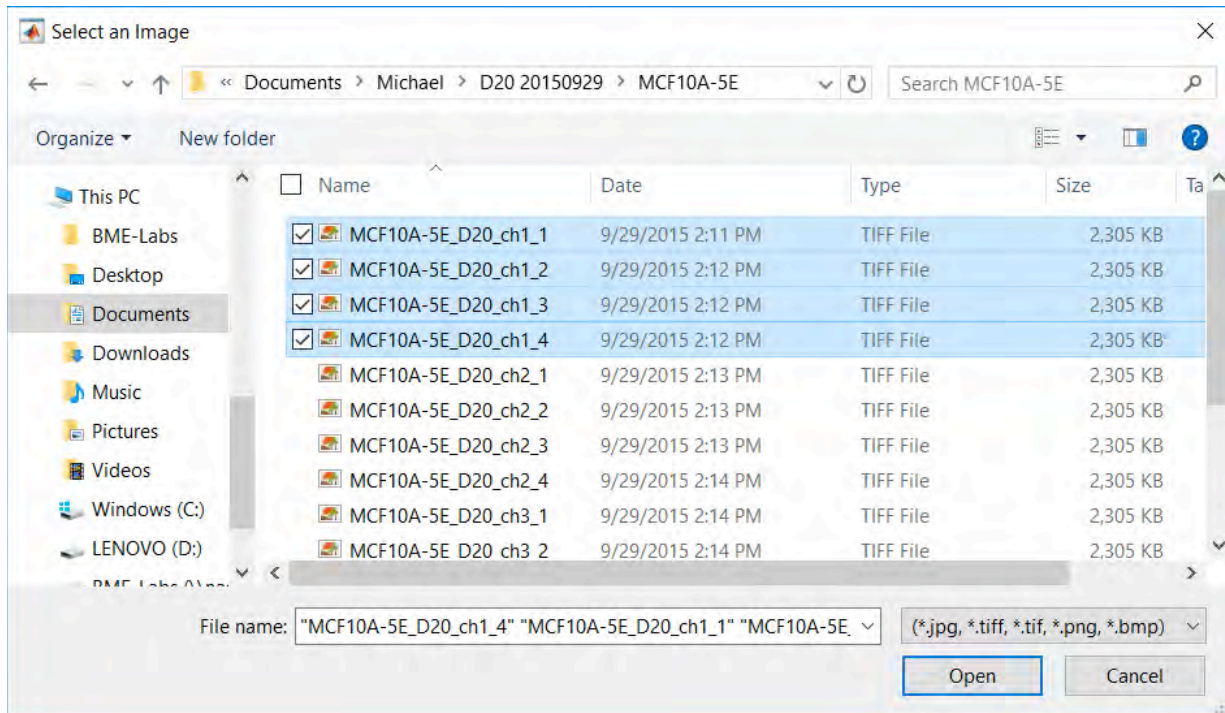 Select an Image
« Documents > Michael > D20 20150929 > MCF10A-5E
Search MCF10A-5E
Organize
New folder
?
Name Date Type Size Ta
This PC
BME-Labs
Desktop
Documents
Downloads
Music
Pictures
Videos
Windows (C:)
LENOVO (D:)
MCF10A-5E_D20_ch1_1 9/29/2015 2:11 PM TIFF File 2,305 KB
MCF10A-5E_D20_ch1_2 9/29/2015 2:12 PM TIFF File 2,305 KB
MCF10A-5E_D20_ch1_3 9/29/2015 2:12 PM TIFF File 2,305 KB
MCF10A-5E_D20_ch1_4 9/29/2015 2:12 PM TIFF File 2,305 KB
MCF10A-5E_D20_ch2_1 9/29/2015 2:13 PM TIFF File 2,305 KB
MCF10A-5E_D20_ch2_2 9/29/2015 2:13 PM TIFF File 2,305 KB
MCF10A-5E_D20_ch2_3 9/29/2015 2:13 PM TIFF File 2,305 KB
MCF10A-5E_D20_ch2_4 9/29/2015 2:14 PM TIFF File 2,305 KB
MCF10A-5E_D20_ch3_1 9/29/2015 2:14 PM TIFF File 2,305 KB
MCF10A-5E_D20_ch3_2 9/29/2015 2:14 PM TIFF File 2,305 KB
File name: "MCF10A-5E_D20_ch1_4" "MCF10A-5E_D20_ch1_1" "MCF10A-5E_
(*.jpg, *.tiff, *.tif, *.png, *.bmp)
Open
Cancel